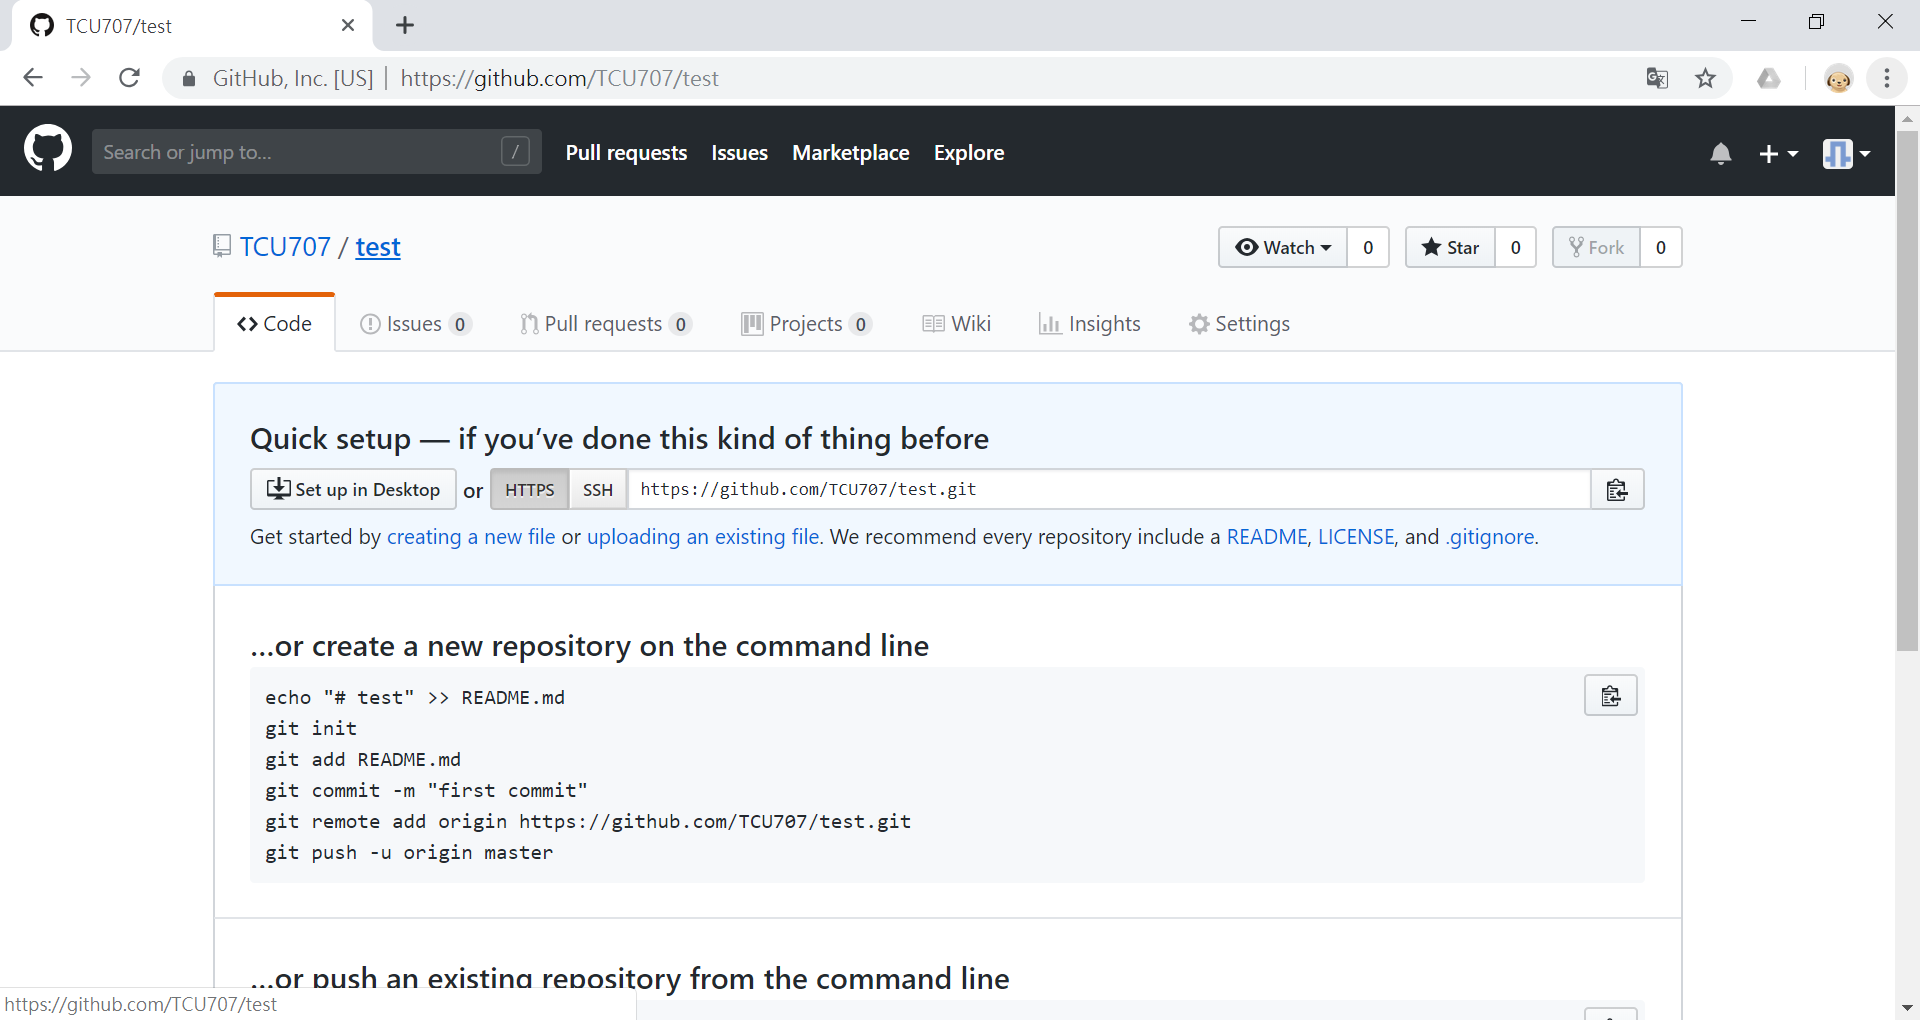 TCU707/test
GitHub, Inc. [US] | https://github.com/TCU707/test
Search or jump to... /
Pull requests Issues Marketplace Explore
TCU707 / test
Watch 0 Star 0 Fork 0
Code Issues 0 Pull requests 0 Projects 0 Wiki Insights Settings
Quick setup — if you’ve done this kind of thing before
Set up in Desktop or HTTPS SSH https://github.com/TCU707/test.git
Get started by creating a new file or uploading an existing file. We recommend every repository include a README, LICENSE, and .gitignore.
…or create a new repository on the command line
echo "# test" >> README.md
git init
git add README.md
git commit -m "first commit"
git remote add origin https://github.com/TCU707/test.git
git push -u origin master
…or push an existing repository from the command line
https://github.com/TCU707/test